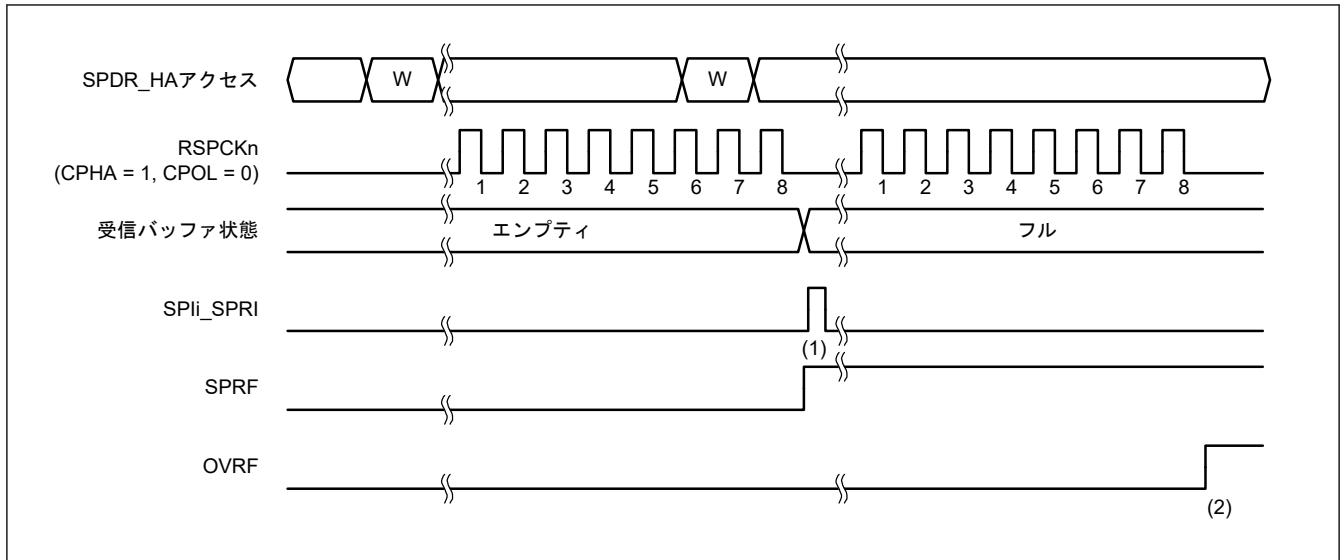 SPDR_HAアクセス
W
W
RSPCKn
(CPHA = 1, CPOL = 0)
1 2 3 4 5 6 7 8
1 2 3 4 5 6 7 8
受信バッファ状態
エンプティ
フル
SPIi_SPRI
(1)
SPRF
OVRF
(2)